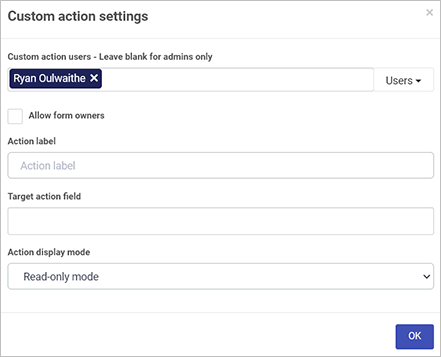 Custom action settings ×
Custom action users - Leave blank for admins only
Ryan Oulwaithe ✕ Users
Allow form owners
Action label
Action label
Target action field
Action display mode
Read-only mode
OK